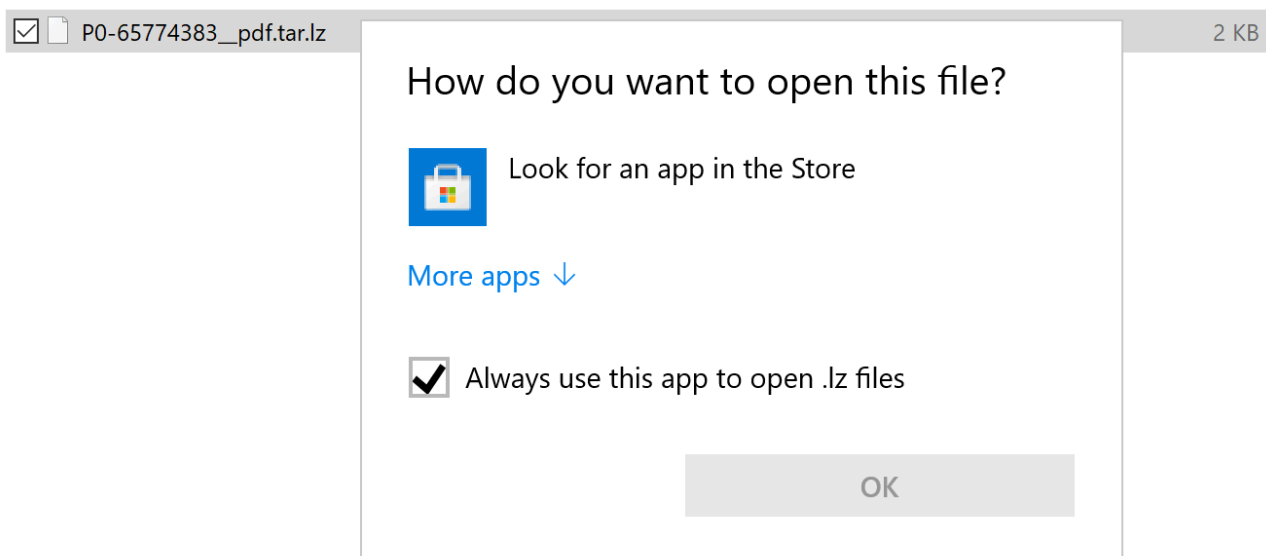 P0-65774383__pdf.tar.lz 2 KB
How do you want to open this file?
Look for an app in the Store
More apps
Always use this app to open .lz files
OK